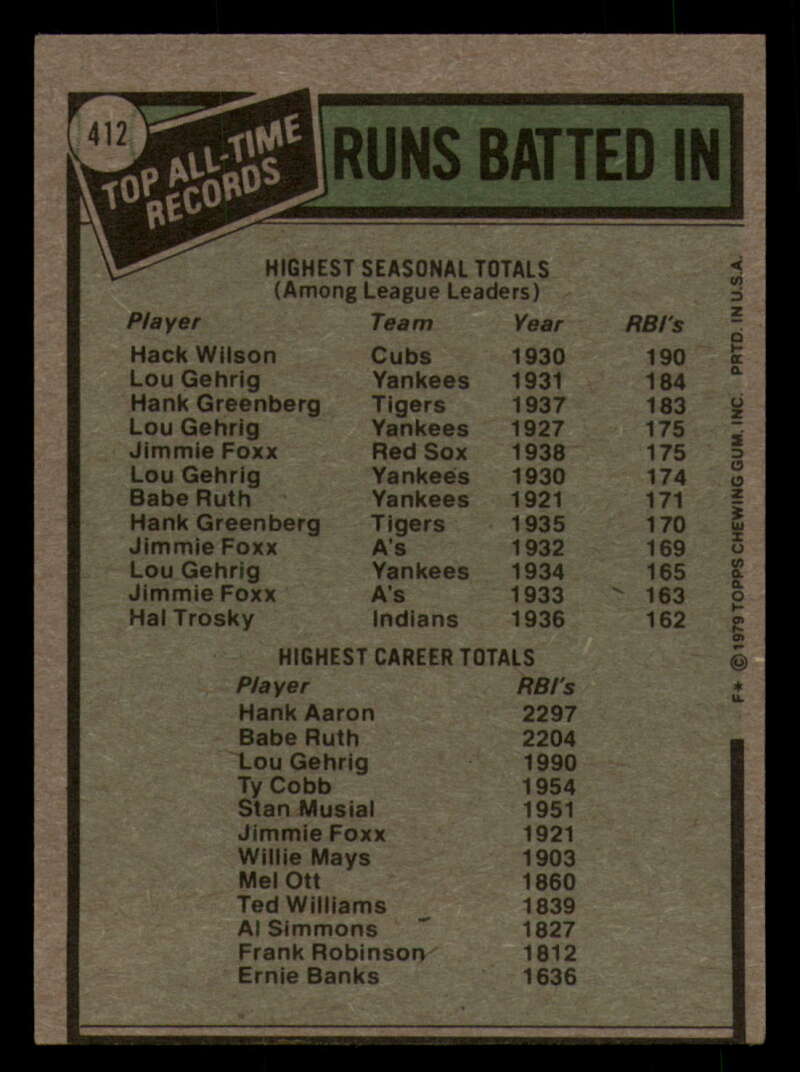 412
TOP ALL-TIME
RECORDS
RUNS BATTED IN
HIGHEST SEASONAL TOTALS
(Among League Leaders)
Player Team Year RBI's
Hack Wilson Cubs 1930 190
Lou Gehrig Yankees 1931 184
Hank Greenberg Tigers 1937 183
Lou Gehrig Yankees 1927 175
Jimmie Foxx Red Sox 1938 175
Lou Gehrig Yankees 1930 174
Babe Ruth Yankees 1921 171
Hank Greenberg Tigers 1935 170
Jimmie Foxx A's 1932 169
Lou Gehrig Yankees 1934 165
Jimmie Foxx A's 1933 163
Hal Trosky Indians 1936 162
HIGHEST CAREER TOTALS
Player RBI's
Hank Aaron 2297
Babe Ruth 2204
Lou Gehrig 1990
Ty Cobb 1954
Stan Musial 1951
Jimmie Foxx 1921
Willie Mays 1903
Mel Ott 1860
Ted Williams 1839
Al Simmons 1827
Frank Robinson 1812
Ernie Banks 1636
F* © 1979 TOPPS CHEWING GUM, INC. PRTD. IN U.S.A.